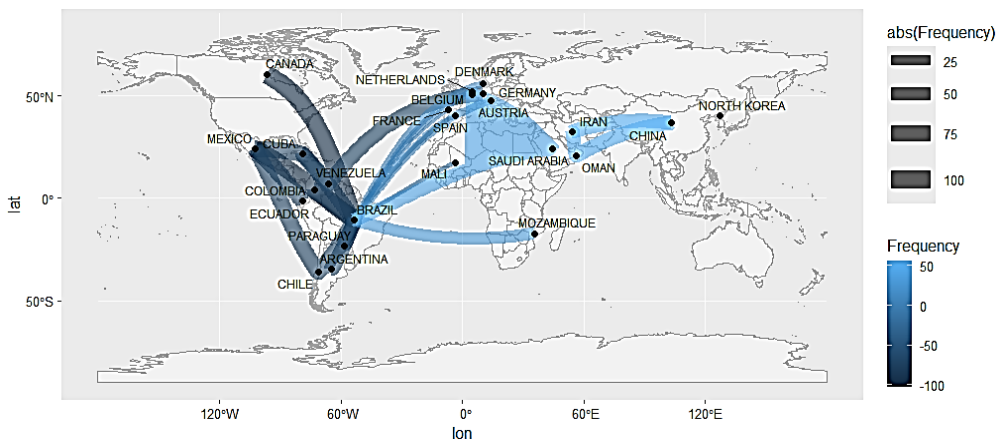 abs(Frequency)
25
50
75
100
Frequency
50
0
-50
-100
lat
50°N
0°
50°S
CANADA
NETHERLANDS
DENMARK
BELGIUM
GERMANY
NORTH KOREA
FRANCE
SPAIN
AUSTRIA
IRAN
CHINA
MEXICO
CUBA
SAUDI ARABIA
OMAN
VENEZUELA
MALI
COLOMBIA
ECUADOR
BRAZIL
MOZAMBIQUE
PARAGUAY
ARGENTINA
CHILE
120°W
60°W
0°
60°E
120°E
lon